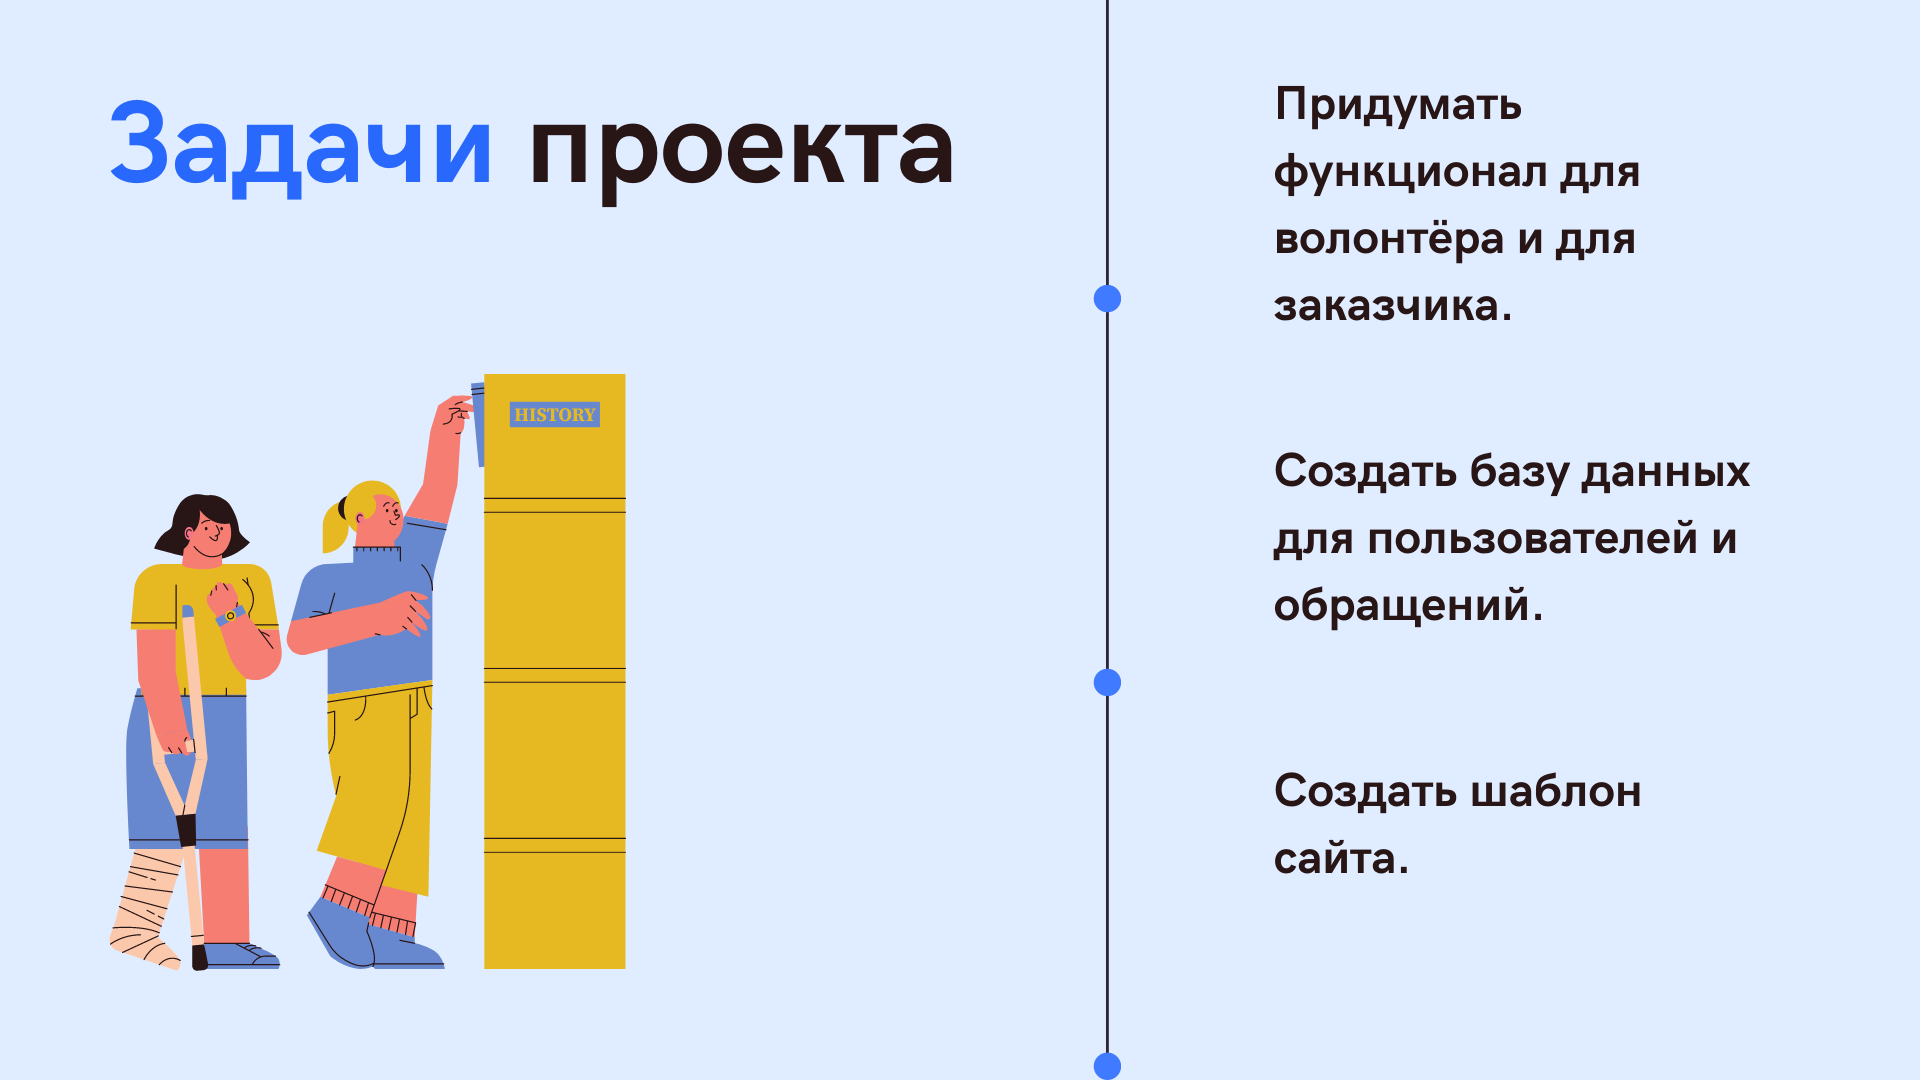 Задачи проекта
HISTORY
Придумать
функционал для
волонтёра и для
заказчика.
Создать базу данных
для пользователей и
обращений.
Создать шаблон
сайта.